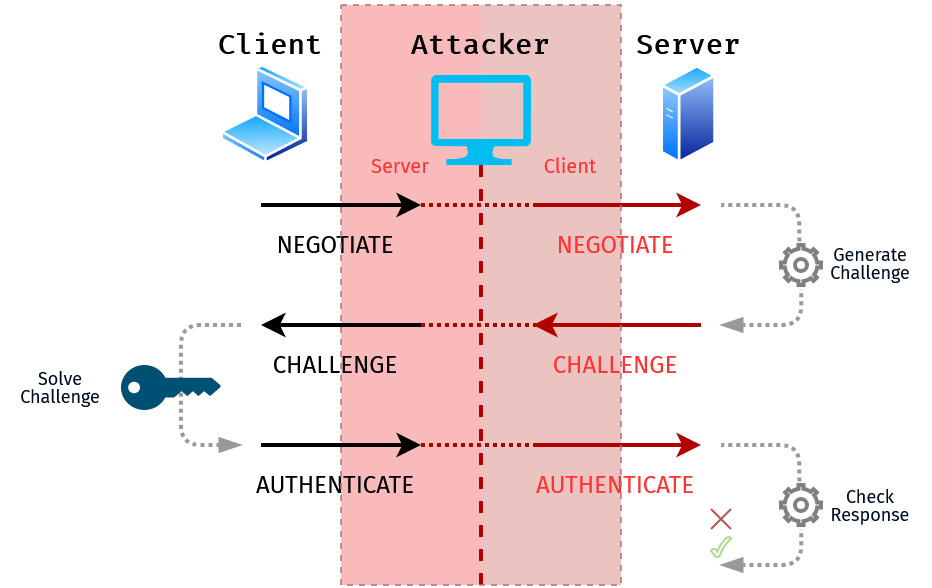 Client
Attacker
Server
Server
Client
NEGOTIATE
NEGOTIATE
Generate
Challenge
CHALLENGE
CHALLENGE
Solve
Challenge
AUTHENTICATE
AUTHENTICATE
Check
Response